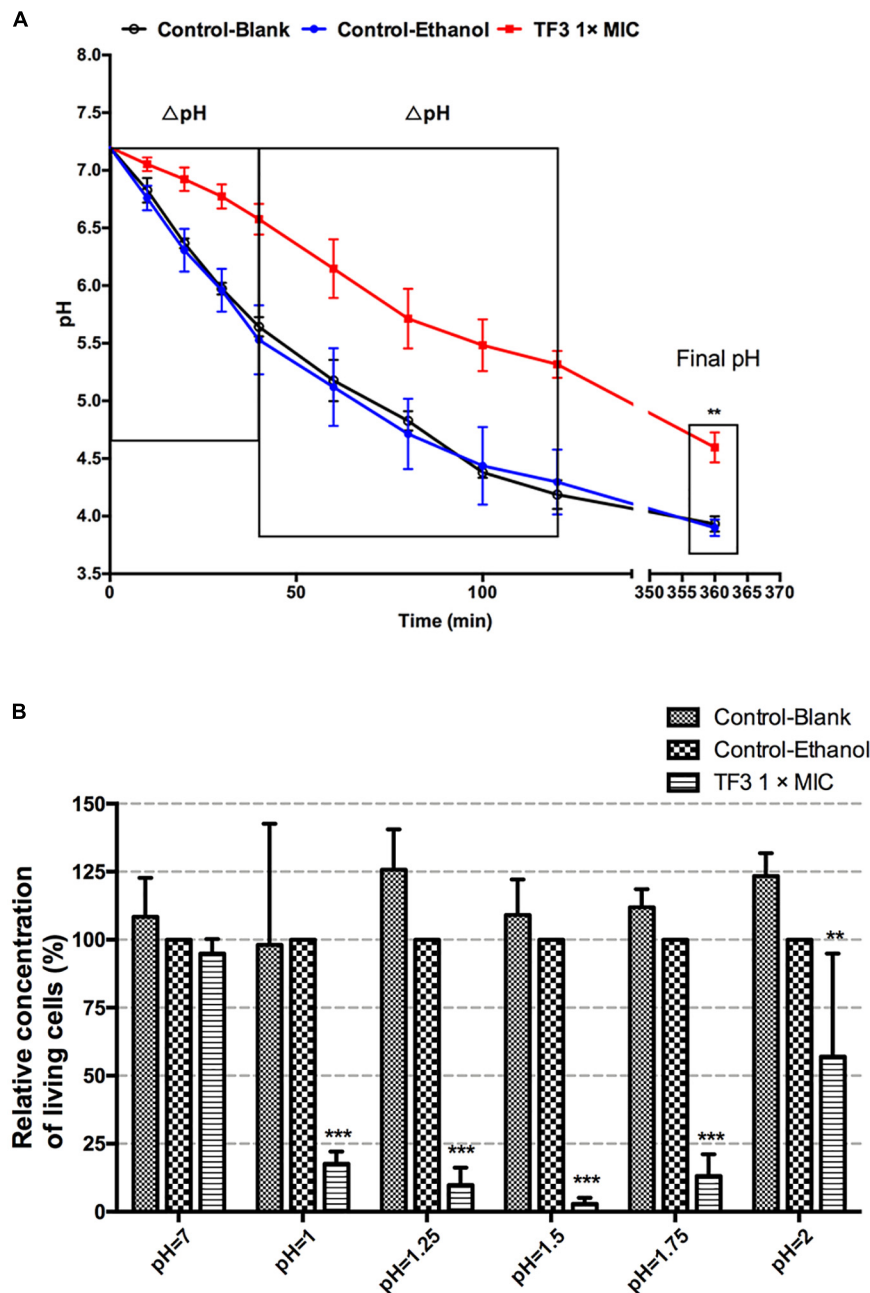 A
Control-Blank Control-Ethanol TF3 1× MIC
8.0
△pH △pH
7.5
7.0
6.5
6.0
pH
5.5
Final pH
5.0
**
4.5
4.0
3.5
0 50 100 350 355 360 365 370
Time (min)
B
Control-Blank
Control-Ethanol
TF3 1 × MIC
Relative concentration
of living cells (%)
150
125
100
**
75
50
25
*** *** *** ***
0
pH=7 pH=1 pH=1.25 pH=1.5 pH=1.75 pH=2